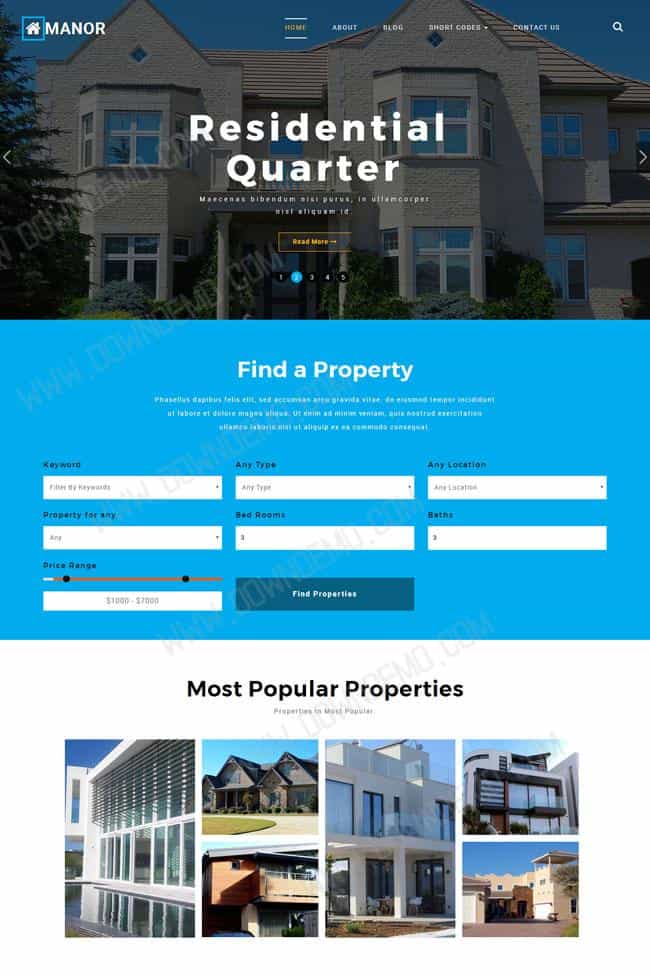 MANOR
HOME ABOUT BLOG SHORT CODES CONTACT US
Residential
Quarter
Maecenas bibendum nisi purus, in ullamcorper
nisl aliquam id.
Read More →
1 2 3 4 5
Find a Property
Phasellus dapibus felis elit, sed accumsan arcu gravida vitae, do eiusmod tempor incididunt
ut labore et dolore magna aliqua. Ut enim ad minim veniam, quis nostrud exercitation
ullamco laboris nisi ut aliquip ex ea commodo consequat.
Keyword Any Type Any Location
Filter By Keywords Any Type Any Location
Property for any Bed Rooms Baths
Any 3 3
Price Range
$1000 - $7000 Find Properties
Most Popular Properties
Properties In Most Popular
WWW.DOWNDEMO.COM
WWW.DOWNDEMO.COM